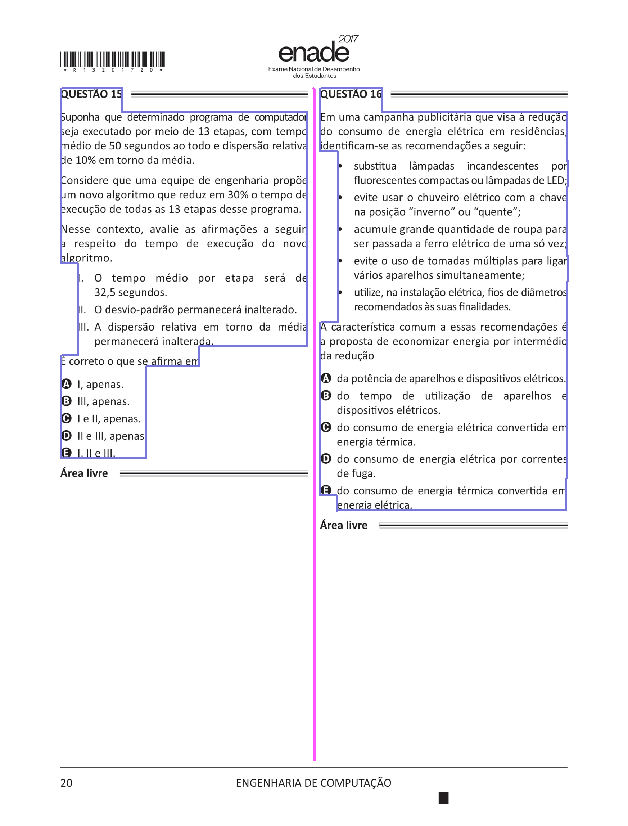 *R1320172D*
enade 2017
Exame Nacional de Desempenho
dos Estudantes
QUESTÃO 15
Suponha que determinado programa de computador
seja executado por meio de 13 etapas, com tempo
médio de 50 segundos ao todo e dispersão relativa
de 10% em torno da média.
Considere que uma equipe de engenharia propõe
um novo algoritmo que reduz em 30% o tempo de
execução de todas as 13 etapas desse programa.
Nesse contexto, avalie as afirmações a seguir
a respeito do tempo de execução do novo
algoritmo.
I. O tempo médio por etapa será de
32,5 segundos.
II. O desvio-padrão permanecerá inalterado.
III. A dispersão relativa em torno da média
permanecerá inalterada.
É correto o que se afirma em
A I, apenas.
B III, apenas.
C I e II, apenas.
D II e III, apenas
E I, II e III.
Área livre
QUESTÃO 16
Em uma campanha publicitária que visa à redução
do consumo de energia elétrica em residências,
identificam-se as recomendações a seguir:
• substitua lâmpadas incandescentes por
fluorescentes compactas ou lâmpadas de LED;
• evite usar o chuveiro elétrico com a chave
na posição "inverno" ou "quente";
• acumule grande quantidade de roupa para
ser passada a ferro elétrico de uma só vez;
• evite o uso de tomadas múltiplas para ligar
vários aparelhos simultaneamente;
• utilize, na instalação elétrica, fios de diâmetros
recomendados às suas finalidades.
A característica comum a essas recomendações é
a proposta de economizar energia por intermédio
da redução
A da potência de aparelhos e dispositivos elétricos.
B do tempo de utilização de aparelhos e
dispositivos elétricos.
C do consumo de energia elétrica convertida em
energia térmica.
D do consumo de energia elétrica por correntes
de fuga.
E do consumo de energia térmica convertida em
energia elétrica.
Área livre
20
ENGENHARIA DE COMPUTAÇÃO